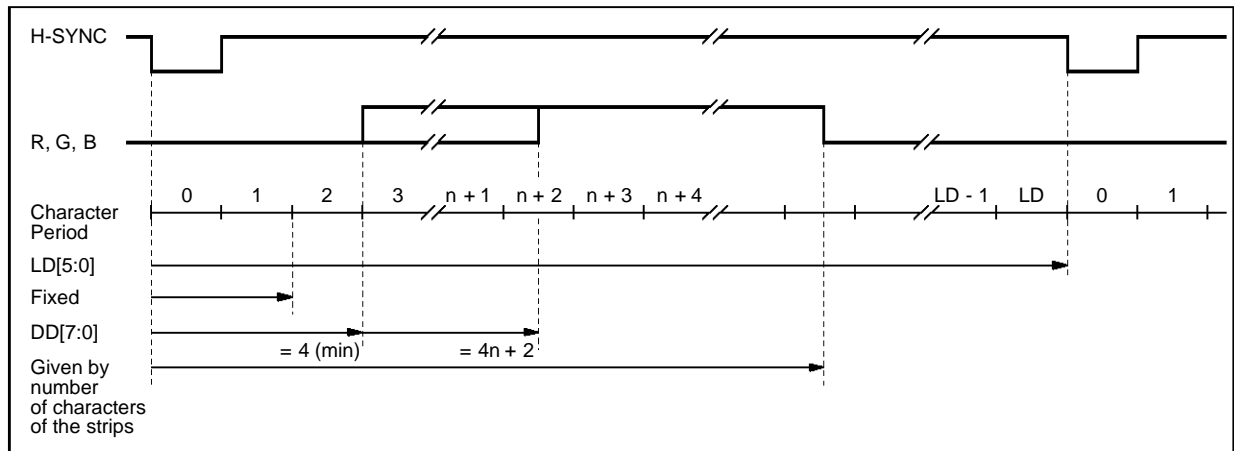 H-SYNC
R, G, B
0 1 2 3 n + 1 n + 2 n + 3 n + 4 LD - 1 LD 0 1
Character
Period
LD[5:0]
Fixed
DD[7:0]
= 4 (min) = 4n + 2
Given by
number
of characters
of the strips